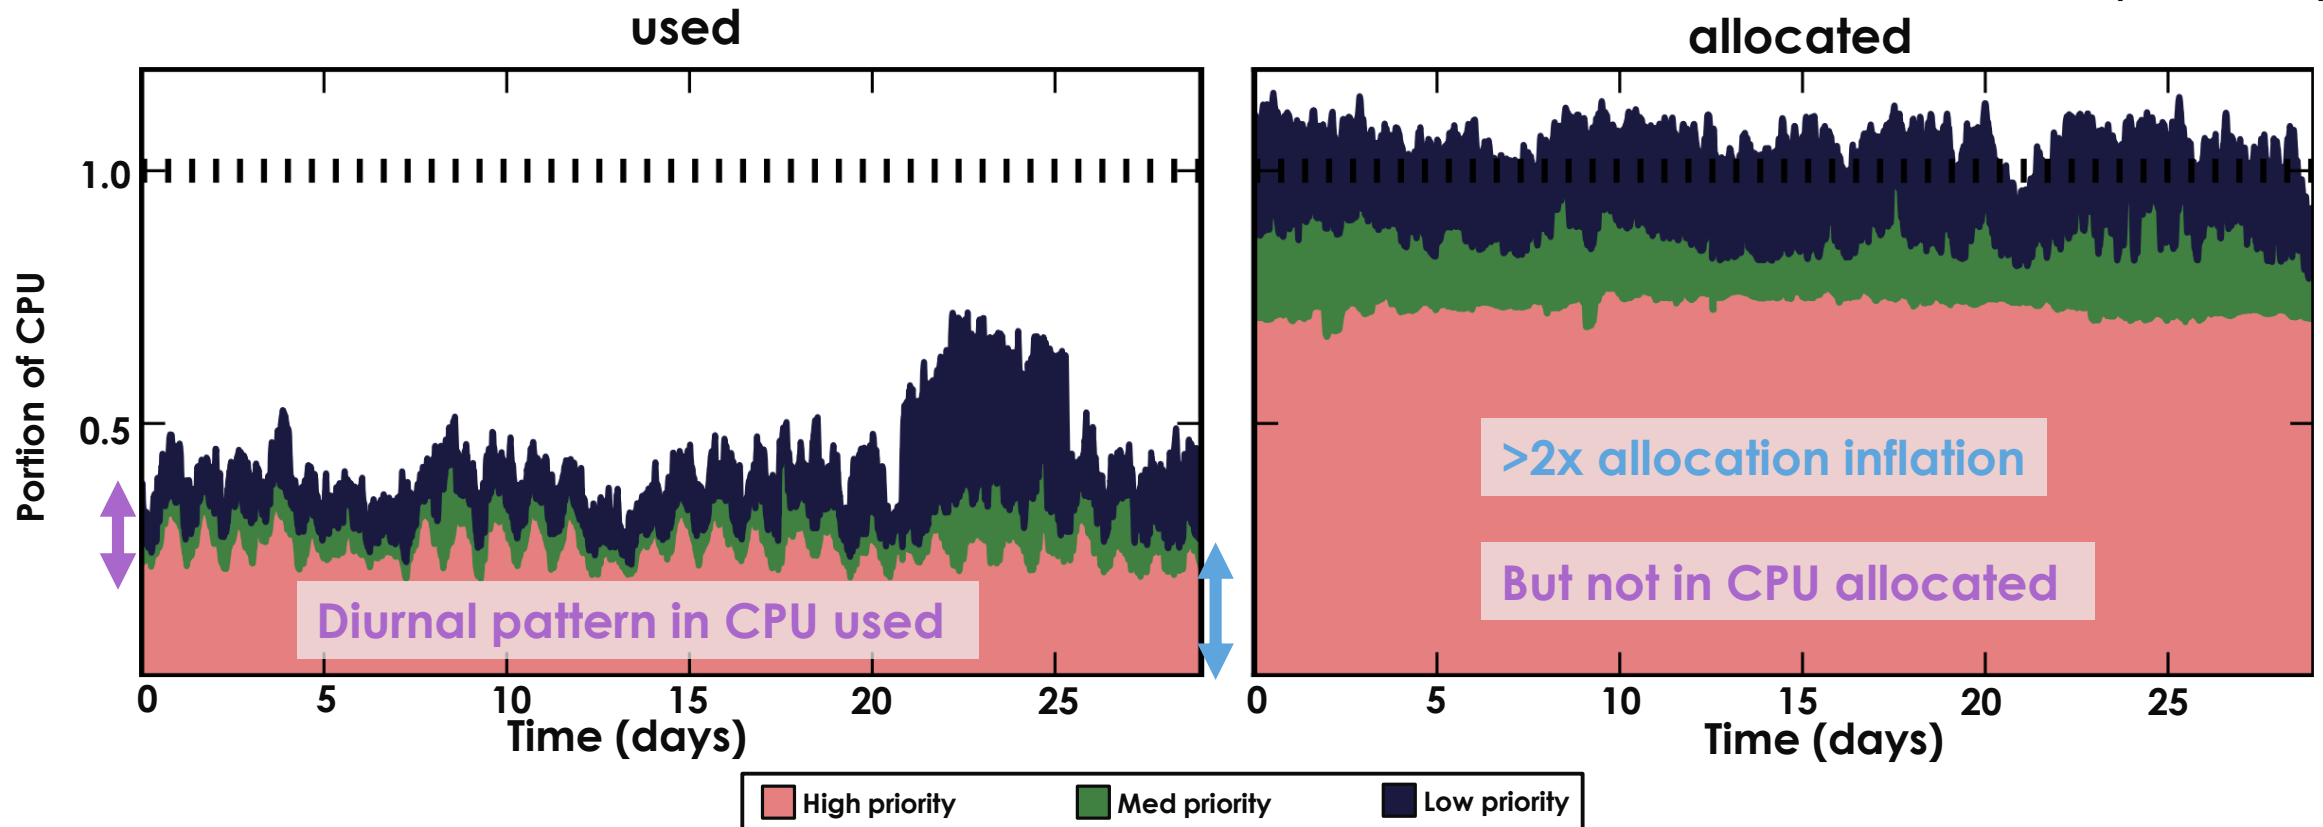 used
allocated
Portion of CPU
1.0
0.5
>2x allocation inflation
But not in CPU allocated
Diurnal pattern in CPU used
0 5 10 15 20 25
0 5 10 15 20 25
Time (days)
Time (days)
High priority Med priority Low priority